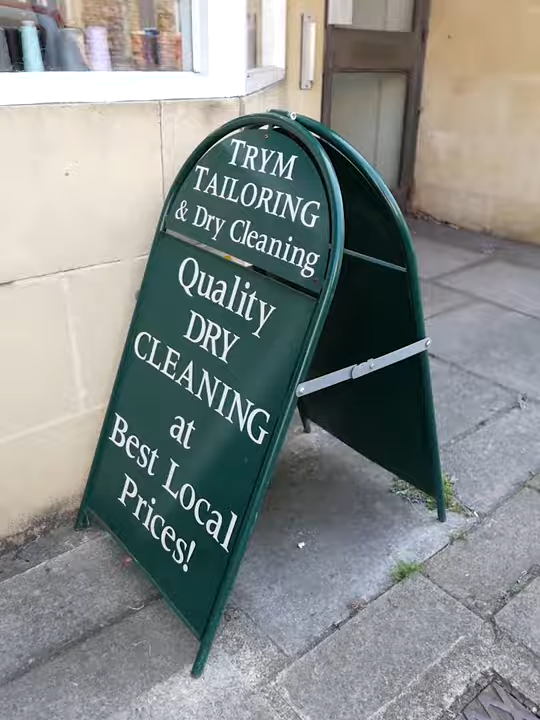 TRYM
TAILORING
& Dry Cleaning
Quality
DRY
CLEANING
at
Best Local
Prices!